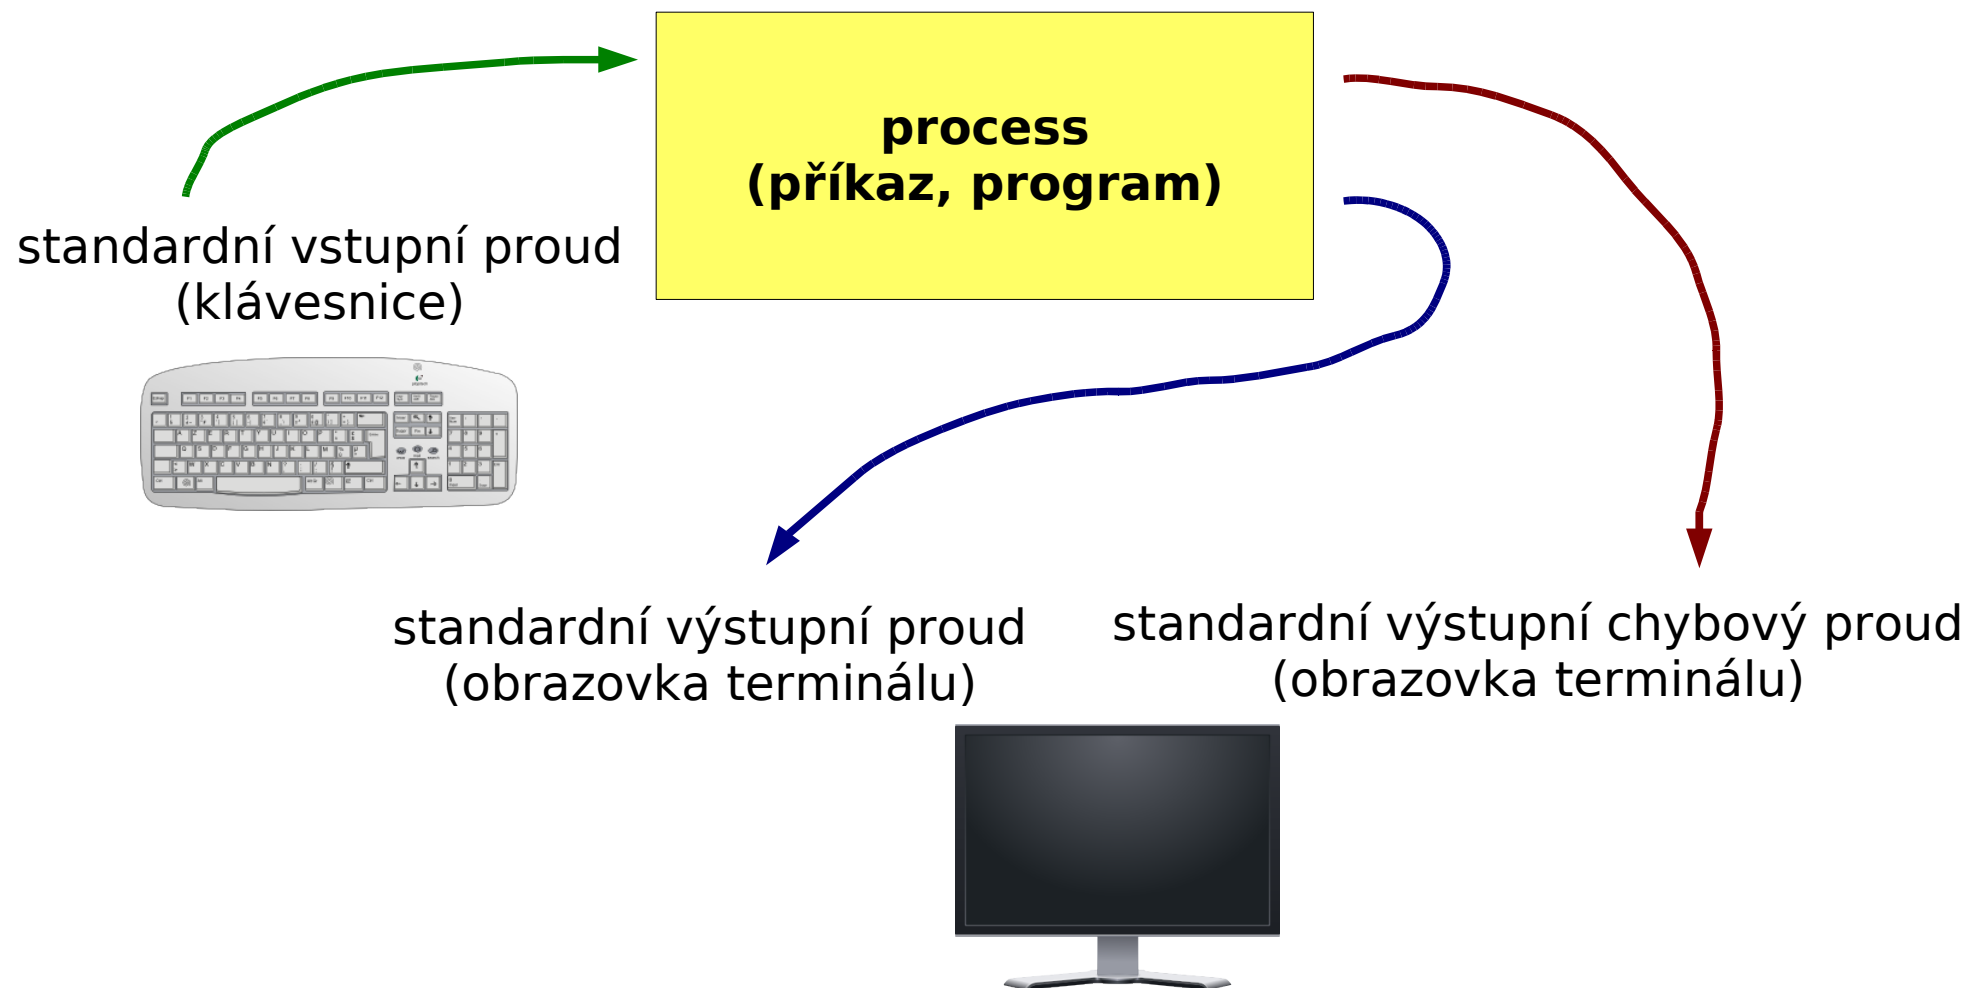 process
(příkaz, program)
standardní vstupní proud
(klávesnice)
standardní výstupní proud
(obrazovka terminálu)
standardní výstupní chybový proud
(obrazovka terminálu)